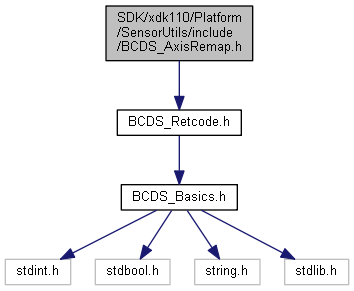 SDK/xdk110/Platform
/SensorUtils/include
/BCDS_AxisRemap.h
BCDS_Retcode.h
BCDS_Basics.h
stdint.h
stdbool.h
string.h
stdlib.h